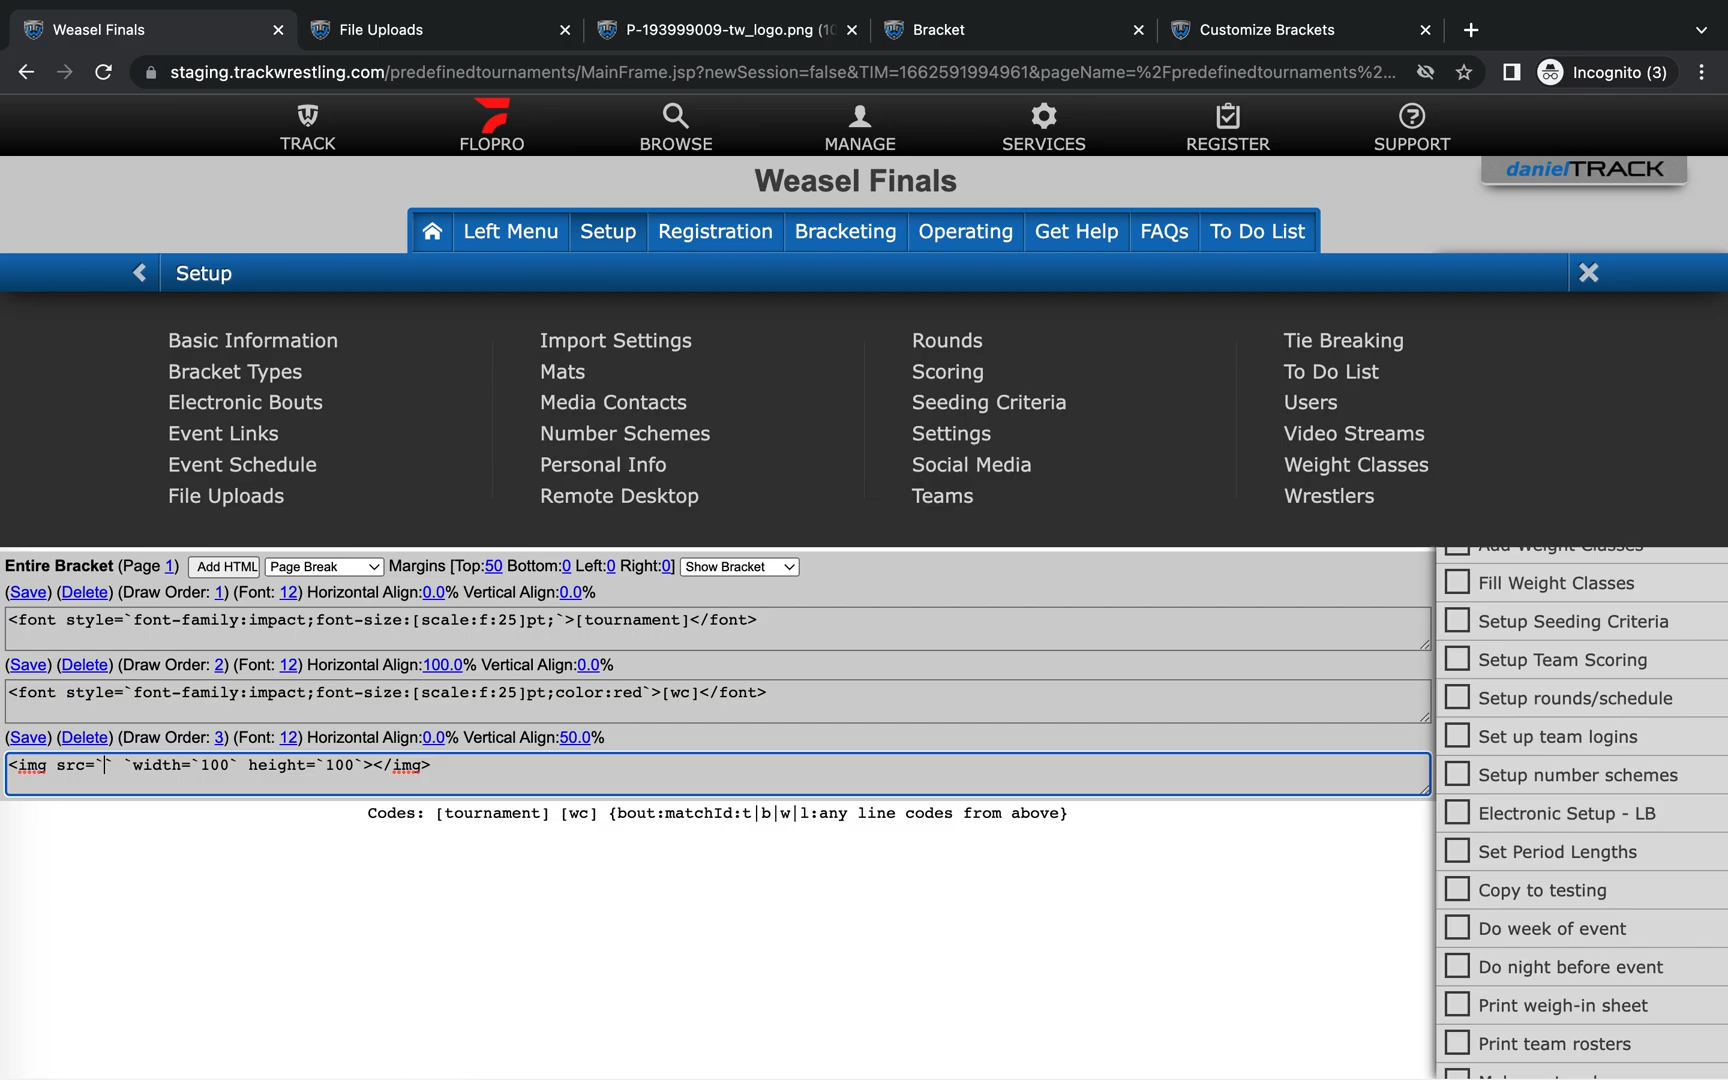 Weasel Finals
File Uploads
P-193999009-tw_logo.png (10
Bracket
Customize Brackets
staging.trackwrestling.com/predefinedtournaments/MainFrame.jsp?newSession=false&TIM=1662591994961&pageName=%2Fpredefinedtournaments%2...
Incognito (3)
TRACK
FLOPRO
BROWSE
MANAGE
SERVICES
REGISTER
SUPPORT
Weasel Finals
danielTRACK
Left Menu
Setup
Registration
Bracketing
Operating
Get Help
FAQs
To Do List
Setup
Basic Information
Bracket Types
Electronic Bouts
Event Links
Event Schedule
File Uploads
Import Settings
Mats
Media Contacts
Number Schemes
Personal Info
Remote Desktop
Rounds
Scoring
Seeding Criteria
Settings
Social Media
Teams
Tie Breaking
To Do List
Users
Video Streams
Weight Classes
Wrestlers
Entire Bracket (Page 1) Add HTML Page Break Margins [Top:50 Bottom:0 Left:0 Right:0] Show Bracket
(Save) (Delete) (Draw Order: 1) (Font: 12) Horizontal Align:0.0% Vertical Align:0.0%
<font style=`font-family:impact;font-size:[scale:f:25]pt;`>[tournament]</font>
(Save) (Delete) (Draw Order: 2) (Font: 12) Horizontal Align:100.0% Vertical Align:0.0%
<font style=`font-family:impact;font-size:[scale:f:25]pt;color:red`>[wc]</font>
(Save) (Delete) (Draw Order: 3) (Font: 12) Horizontal Align:0.0% Vertical Align:50.0%
<img src=`` `width=`100` height=`100`></img>
Codes: [tournament] [wc] {bout:matchId:t|b|w|l:any line codes from above}
Add Weight Classes
Fill Weight Classes
Setup Seeding Criteria
Setup Team Scoring
Setup rounds/schedule
Set up team logins
Setup number schemes
Electronic Setup - LB
Set Period Lengths
Copy to testing
Do week of event
Do night before event
Print weigh-in sheet
Print team rosters